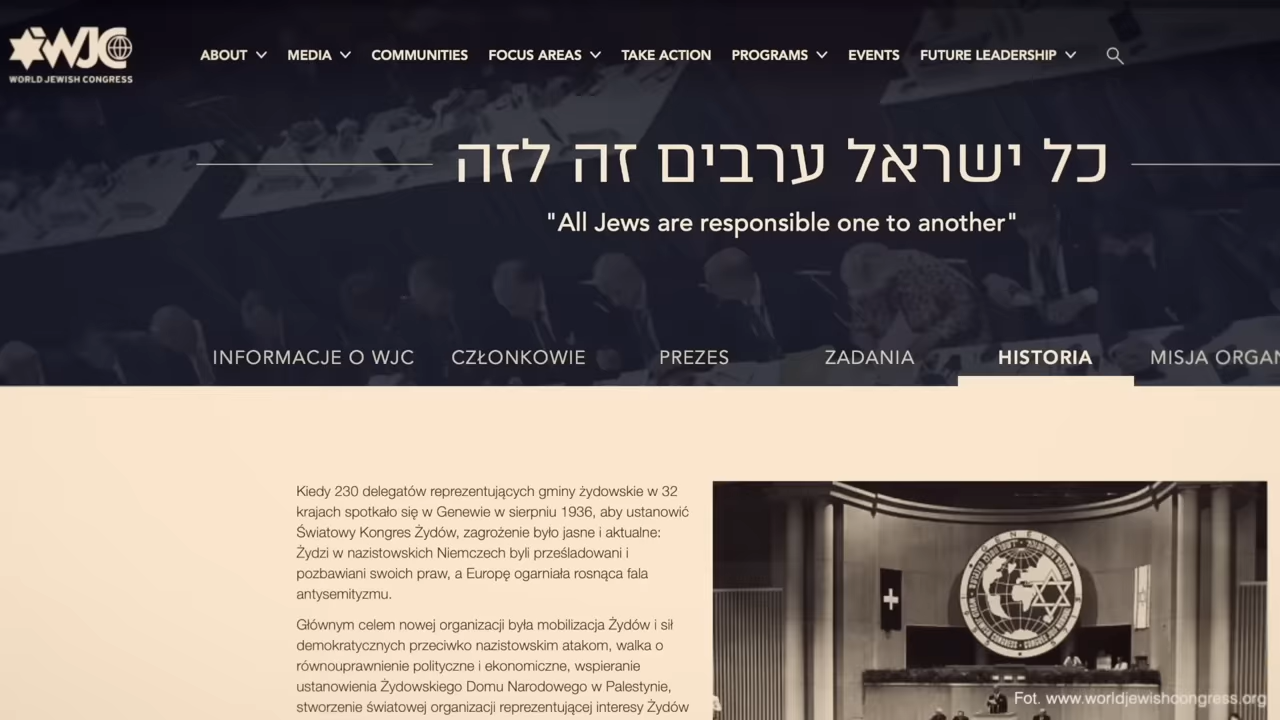 WJC
WORLD JEWISH CONGRESS
ABOUT MEDIA COMMUNITIES FOCUS AREAS TAKE ACTION PROGRAMS EVENTS FUTURE LEADERSHIP
כל ישראל ערבים זה לזה
"All Jews are responsible one to another"
INFORMACJE O WJC CZŁONKOWIE PREZES ZADANIA HISTORIA MISJA ORGAN
Kiedy 230 delegatów reprezentujących gminy żydowskie w 32
krajach spotkało się w Genewie w sierpniu 1936, aby ustanowić
Światowy Kongres Żydów, zagrożenie było jasne i aktualne:
Żydzi w nazistowskich Niemczech byli prześladowani i
pozbawiani swoich praw, a Europę ogarniała rosnąca fala
antysemityzmu.
Głównym celem nowej organizacji była mobilizacja Żydów i sił
demokratycznych przeciwko nazistowskim atakom, walka o
równouprawnienie polityczne i ekonomiczne, wspieranie
ustanowienia Żydowskiego Domu Narodowego w Palestynie,
stworzenie światowej organizacji reprezentującej interesy Żydów
GENEVE
Fot. www.worldjewishcongress.org